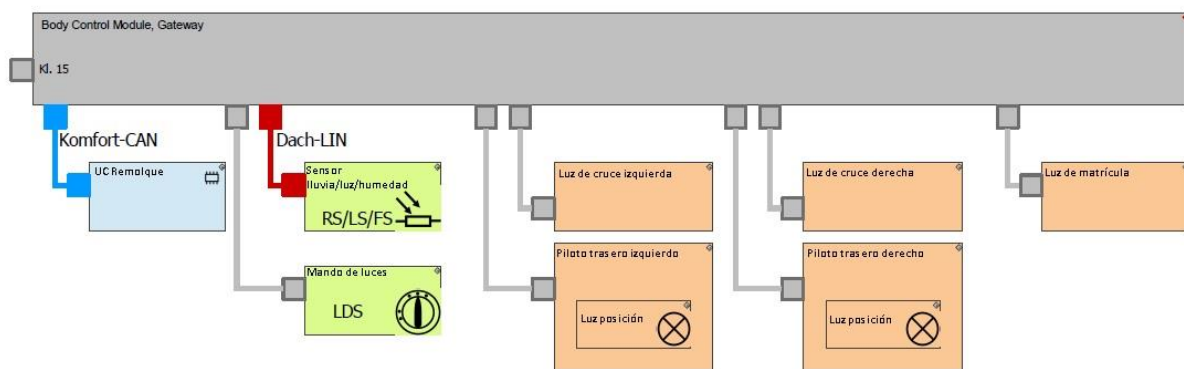 Body Control Module, Gateway
Kl. 15
Komfort-CAN
Dach-LIN
UC Remolque
Sensor
lluvia/luz/humedad
RS/LS/FS
Luz de cruce izquierda
Luz de cruce derecha
Luz de matrícula
Mando de luces
LDS
Piloto trasero izquierdo
Luz posición
Piloto trasero derecho
Luz posición